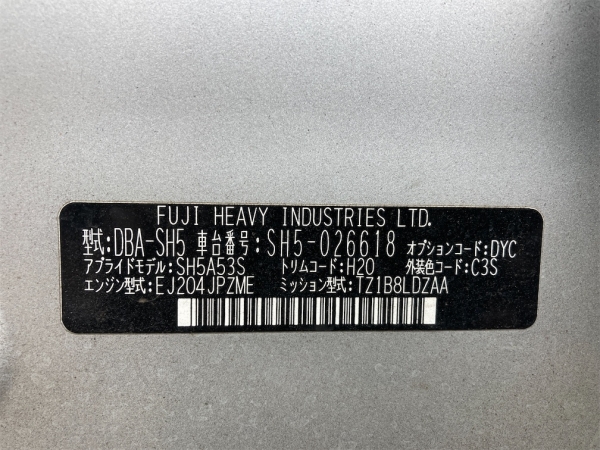 FUJI HEAVY INDUSTRIES LTD.
型式:DBA-SH5 車台番号:SH5-026618 オプションコード:DYC
アプライドモデル:SH5A53S トリムコード:H20 外装色コード:C3S
エンジン型式:EJ204JPZME ミッション型式:TZ1B8LDZAA